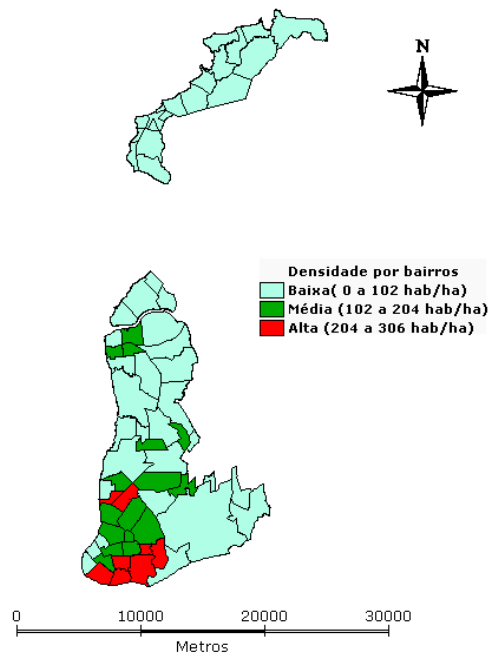 N
Densidade por bairros
Baixa( 0 a 102 hab/ha)
Média (102 a 204 hab/ha)
Alta (204 a 306 hab/ha)
0 10000 20000 30000
Metros